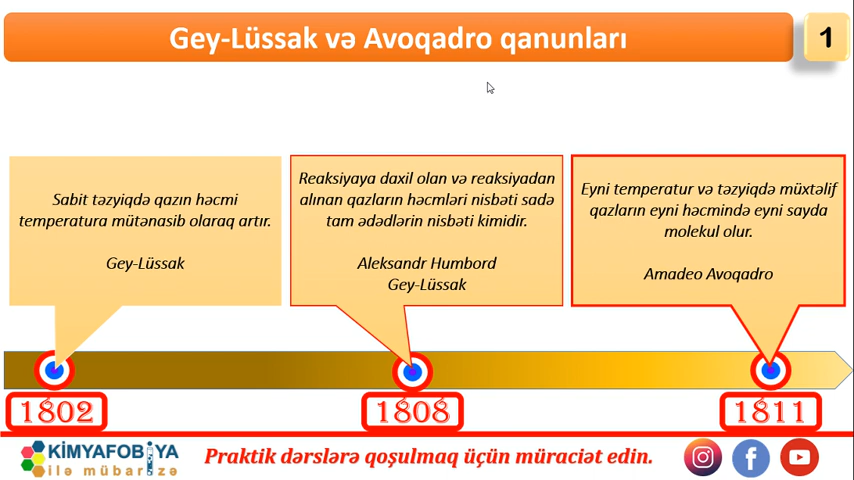 Gey-Lüssak və Avoqadro qanunları
1
Sabit təzyiqdə qazın həcmi
temperatura mütənasib olaraq artır.
Gey-Lüssak
Reaksiyaya daxil olan və reaksiyadan
alınan qazların həcmləri nisbəti sadə
tam ədədlərin nisbəti kimidir.
Aleksandr Humbord
Gey-Lüssak
Eyni temperatur və təzyiqdə müxtəlif
qazların eyni həcmində eyni sayda
molekul olur.
Amadeo Avoqadro
1802
1808
1811
KİMYAFOBİYA
ilə mübarizə
Praktik dərslərə qoşulmaq üçün müraciət edin.